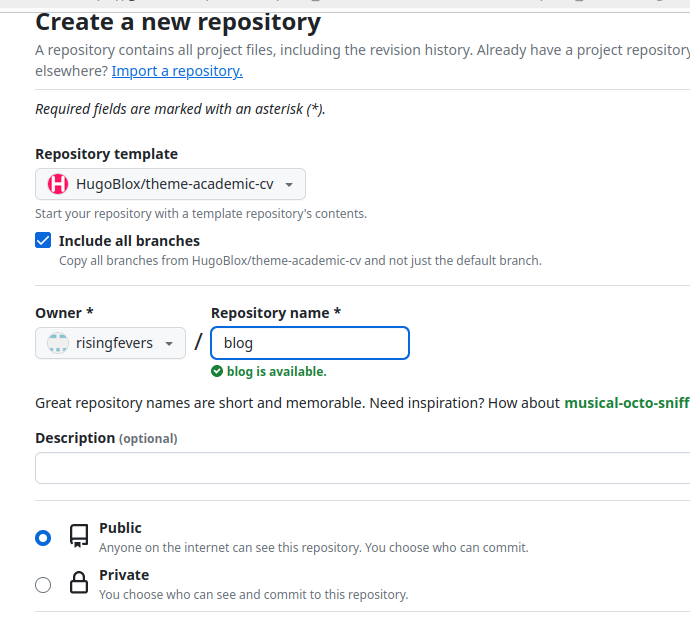 Create a new repository
A repository contains all project files, including the revision history. Already have a project repository
elsewhere? Import a repository.
Required fields are marked with an asterisk (*).
Repository template
HugoBlox/theme-academic-cv
Start your repository with a template repository's contents.
Include all branches
Copy all branches from HugoBlox/theme-academic-cv and not just the default branch.
Owner *
Repository name *
risingfevers
/
blog
blog is available.
Great repository names are short and memorable. Need inspiration? How about musical-octo-sniff
Description (optional)
Public
Anyone on the internet can see this repository. You choose who can commit.
Private
You choose who can see and commit to this repository.